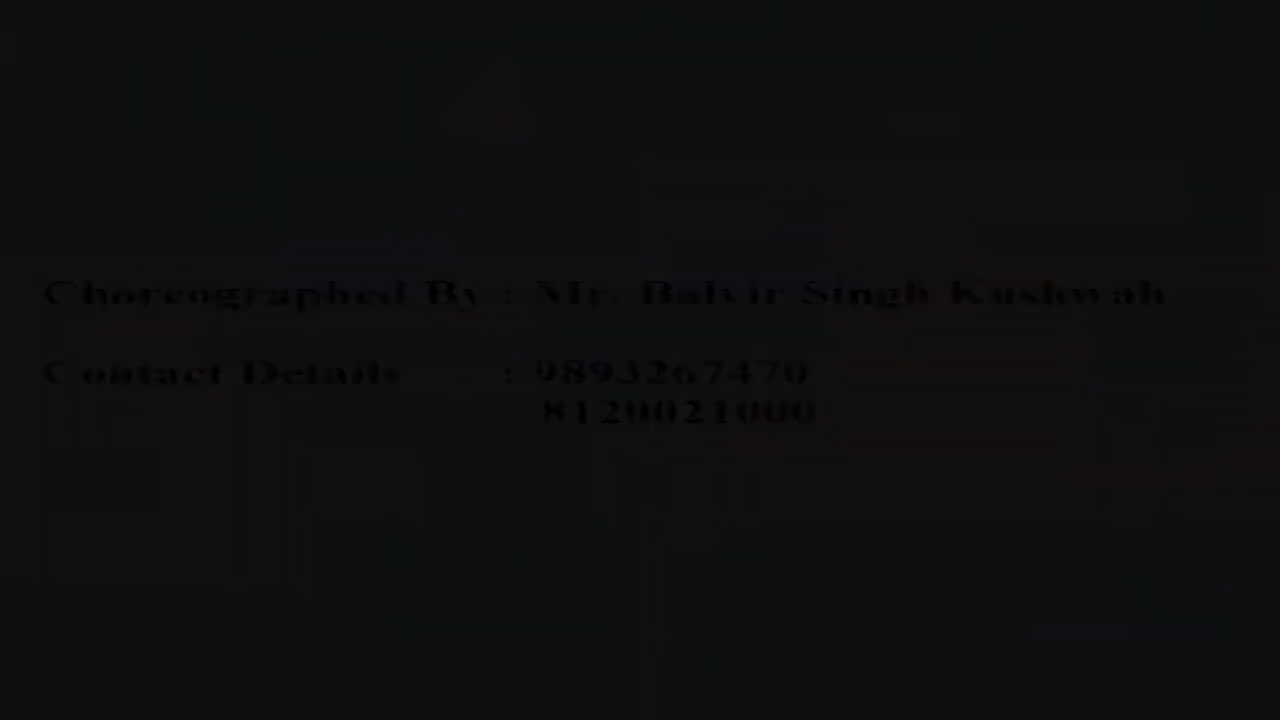 Choreographed By : Mr. Balvir Singh Kushwah
Contact Details : 9893267470
8120021000